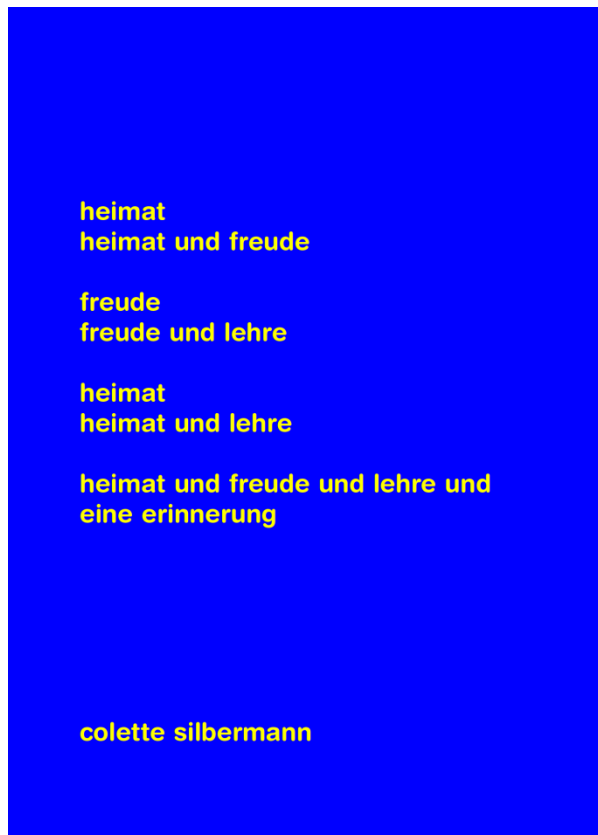 heimat
heimat und freude
freude
freude und lehre
heimat
heimat und lehre
heimat und freude und lehre und
eine erinnerung
colette silbermann